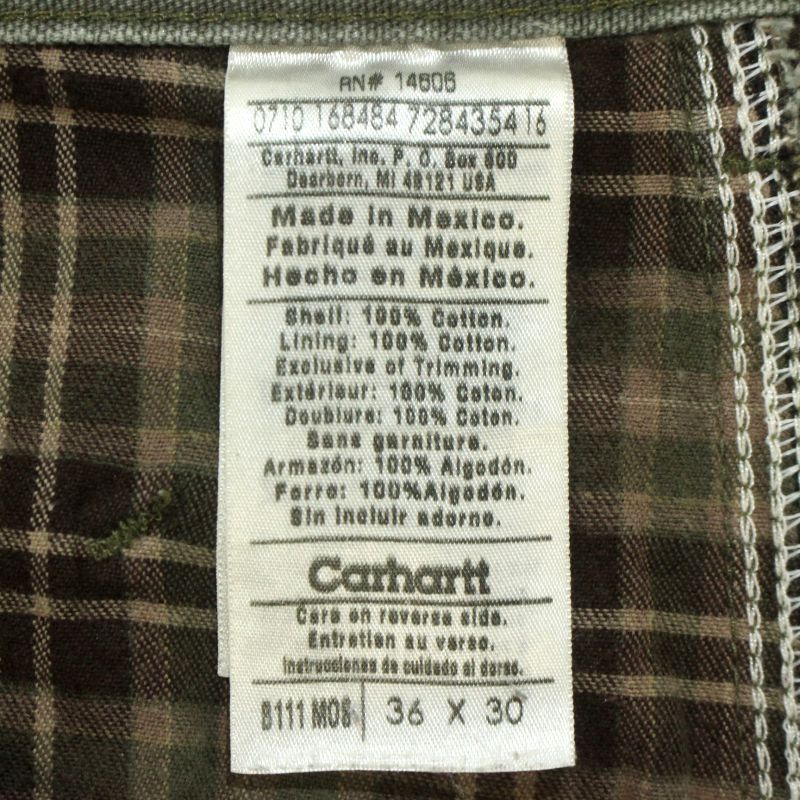 RN# 14806
0710 168484 728435416
Carhartt, Inc. P. O. Box 600
Dearborn, MI 48121 USA
Made in Mexico.
Fabriqué au Mexique.
Hecho en México.
Shell: 100% Cotton.
Lining: 100% Cotton.
Exclusive of Trimming.
Extérieur: 100% Coton.
Doublure: 100% Coton.
Sans garniture.
Armazón: 100% Algodón.
Forro: 100%Algodón.
Sin incluir adorno.
Carhartt
Care on reverse side.
Entretien au verso.
Instrucciones de cuidado al dorso.
B111 MOS 36 X 30